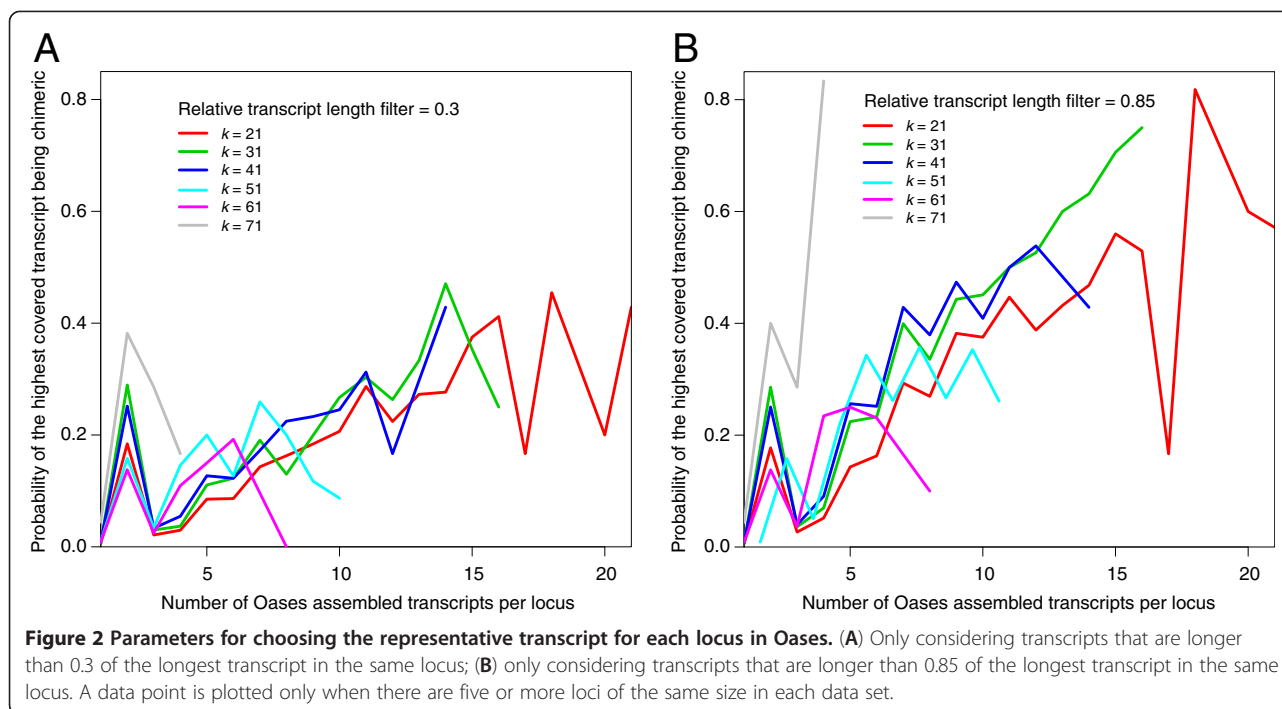 A
Probability of the highest covered transcript being chimeric
0.8
0.6
0.4
0.2
0.0
Relative transcript length filter = 0.3
k = 21
k = 31
k = 41
k = 51
k = 61
k = 71
5 10 15 20
Number of Oases assembled transcripts per locus
B
Probability of the highest covered transcript being chimeric
0.8
0.6
0.4
0.2
0.0
Relative transcript length filter = 0.85
k = 21
k = 31
k = 41
k = 51
k = 61
k = 71
5 10 15 20
Number of Oases assembled transcripts per locus
Figure 2 Parameters for choosing the representative transcript for each locus in Oases. (A) Only considering transcripts that are longer
than 0.3 of the longest transcript in the same locus; (B) only considering transcripts that are longer than 0.85 of the longest transcript in the same
locus. A data point is plotted only when there are five or more loci of the same size in each data set.